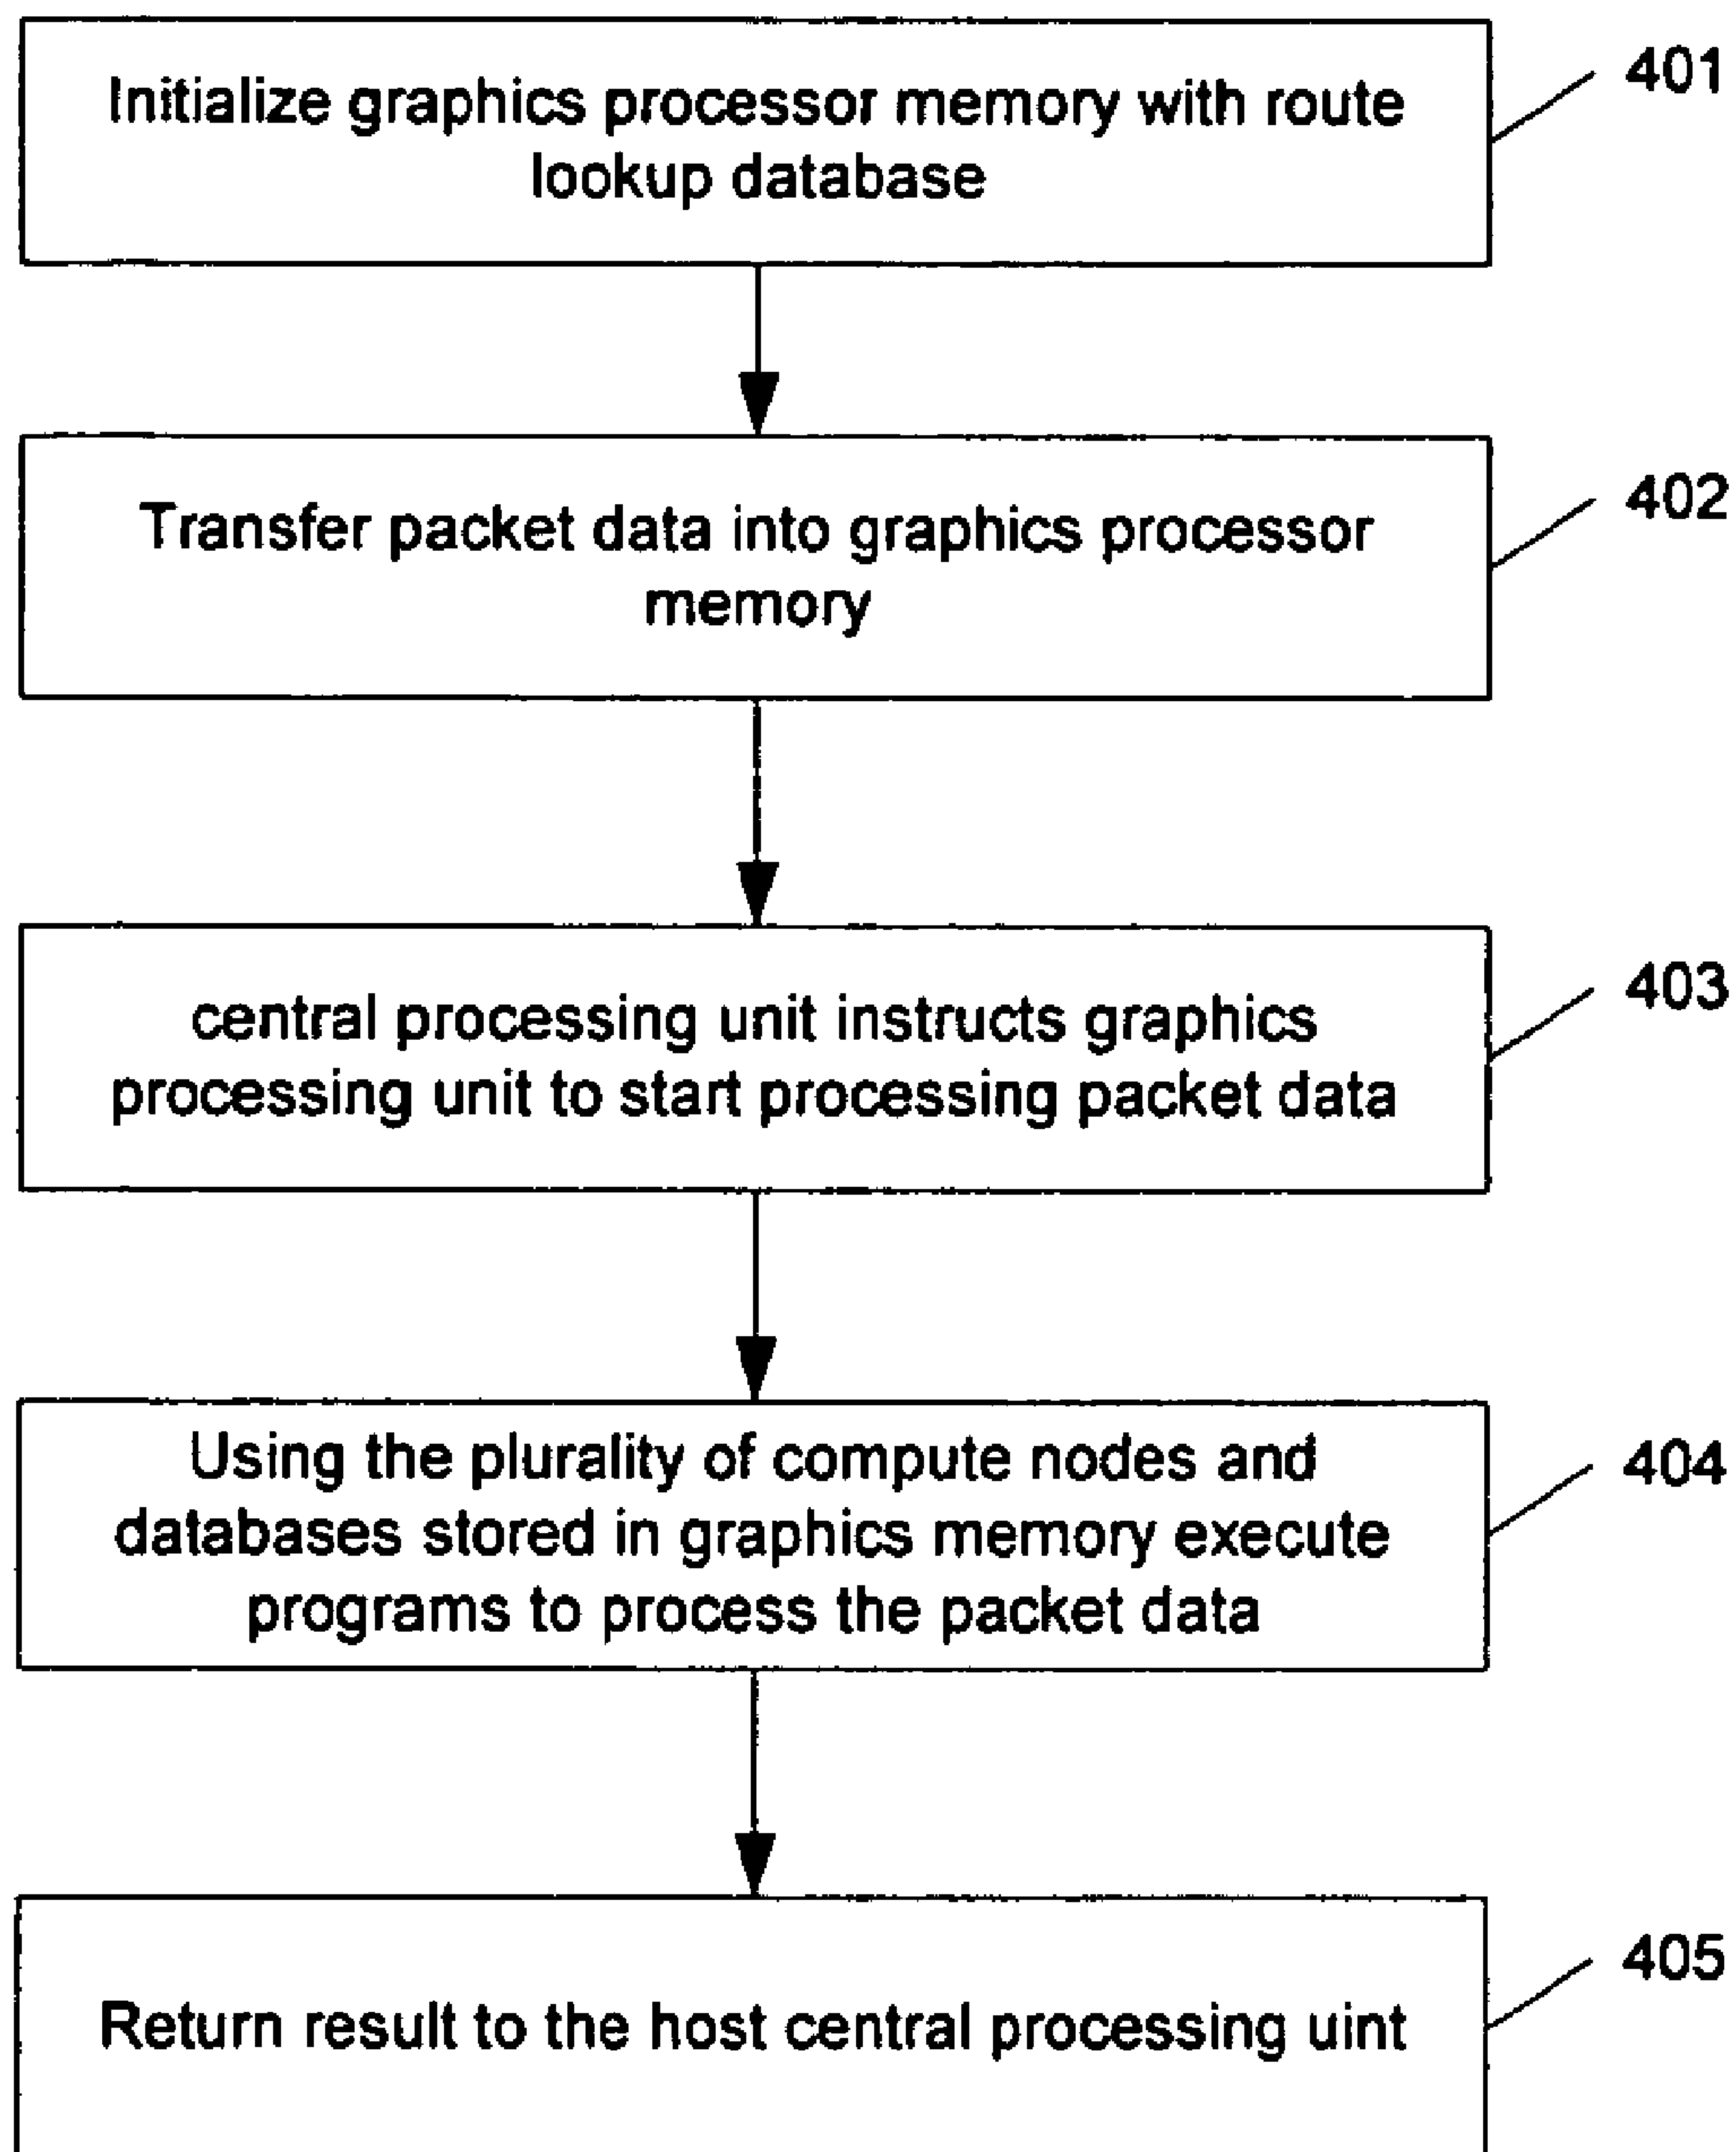 Initialize graphics processor memory with route
lookup database
401
Transfer packet data into graphics processor
memory
402
central processing unit instructs graphics
processing unit to start processing packet data
403
Using the plurality of compute nodes and
databases stored in graphics memory execute
programs to process the packet data
404
Return result to the host central processing uint
405